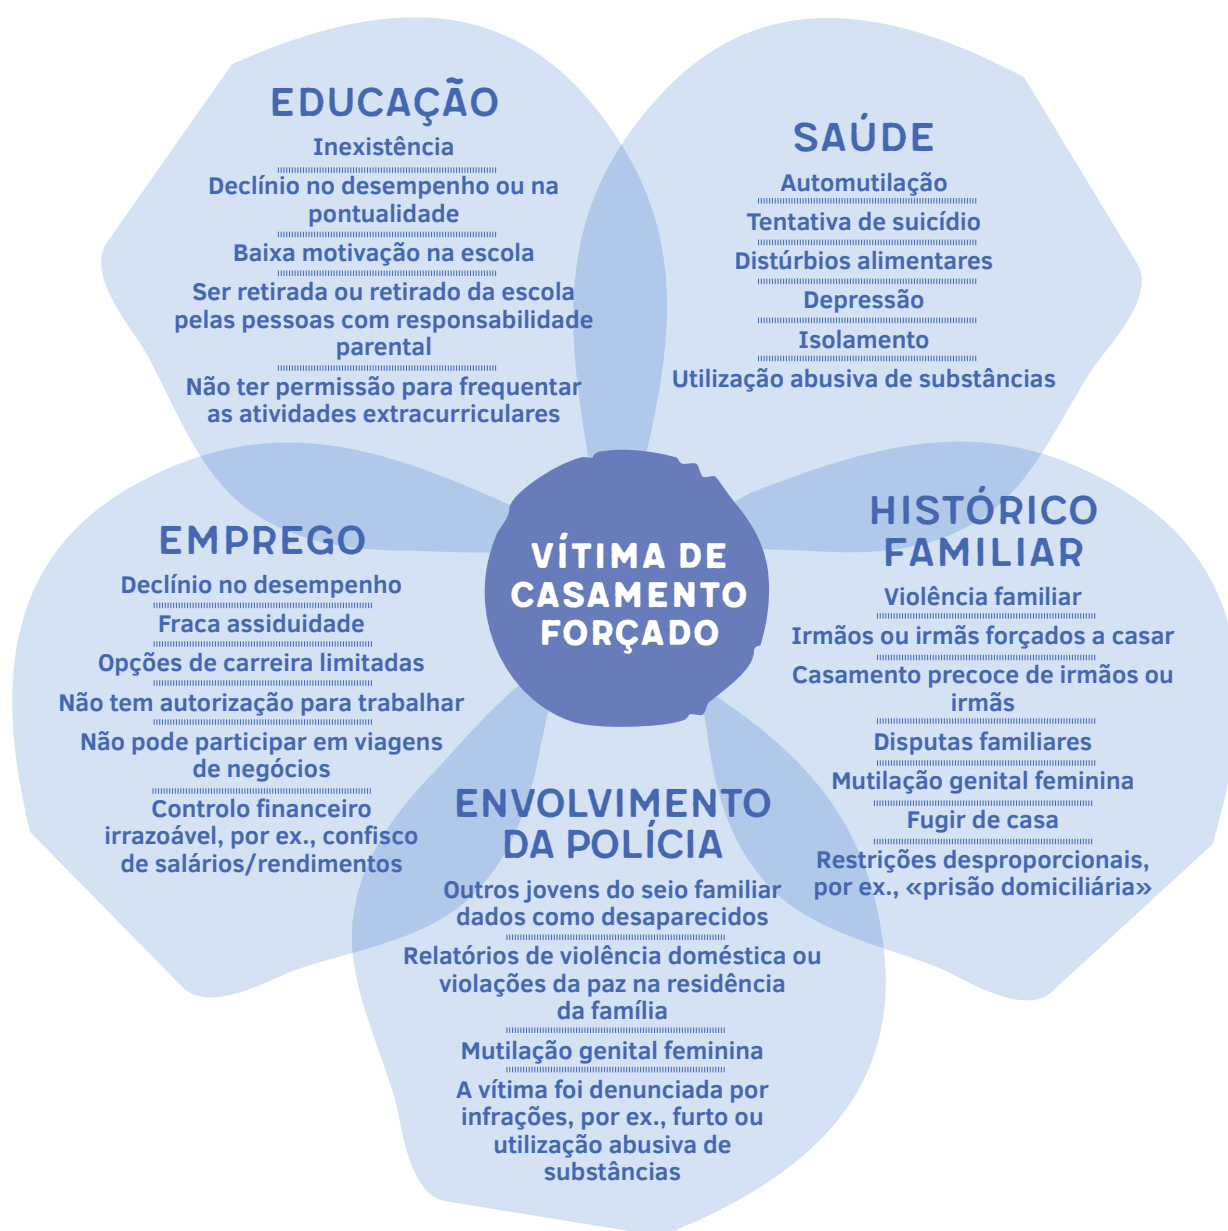 EDUCAÇÃO
Inexistência
Declínio no desempenho ou na
pontualidade
Baixa motivação na escola
Ser retirada ou retirado da escola
pelas pessoas com responsabilidade
parental
Não ter permissão para frequentar
as atividades extracurriculares
SAÚDE
Automutilação
Tentativa de suicídio
Distúrbios alimentares
Depressão
Isolamento
Utilização abusiva de substâncias
EMPREGO
Declínio no desempenho
Fraca assiduidade
Opções de carreira limitadas
Não tem autorização para trabalhar
Não pode participar em viagens
de negócios
Controlo financeiro
irrazoável, por ex., confisco
de salários/rendimentos
VÍTIMA DE
CASAMENTO
FORÇADO
HISTÓRICO
FAMILIAR
Violência familiar
Irmãos ou irmãs forçados a casar
Casamento precoce de irmãos ou
irmãs
Disputas familiares
Mutilação genital feminina
Fugir de casa
Restrições desproporcionais,
por ex., «prisão domiciliária»
ENVOLVIMENTO
DA POLÍCIA
Outros jovens do seio familiar
dados como desaparecidos
Relatórios de violência doméstica ou
violações da paz na residência
da família
Mutilação genital feminina
A vítima foi denunciada por
infrações, por ex., furto ou
utilização abusiva de
substâncias